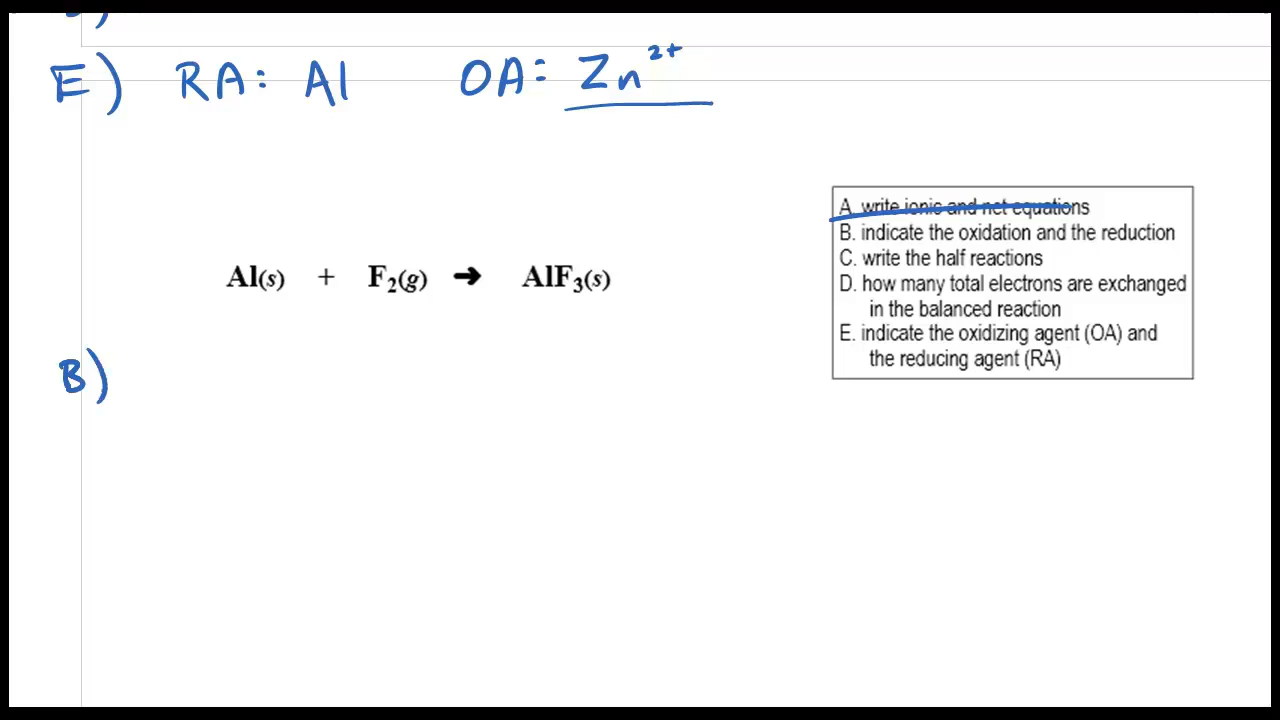 E) RA: Al OA: Zn²⁺
A. write ionic and net equations
B. indicate the oxidation and the reduction
C. write the half reactions
D. how many total electrons are exchanged
in the balanced reaction
E. indicate the oxidizing agent (OA) and
the reducing agent (RA)
Al(s) + F₂(g) ➔ AlF₃(s)
B)